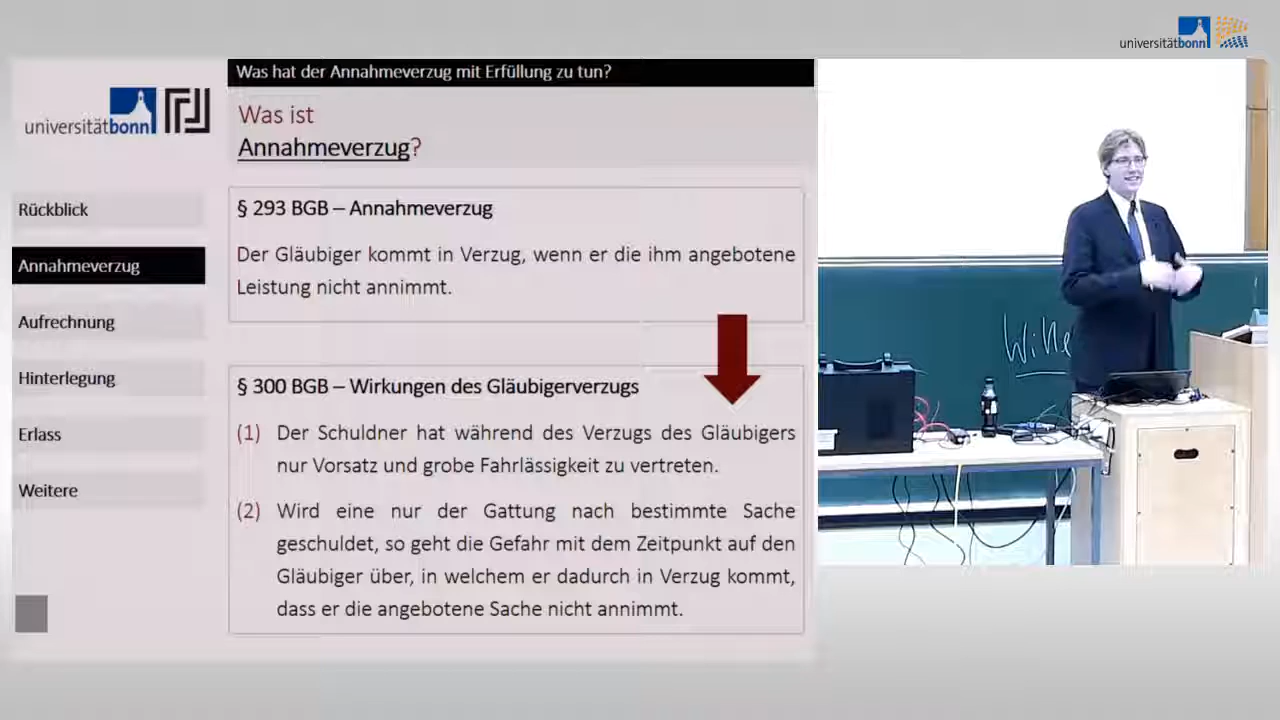 universitätbonn
Was hat der Annahmeverzug mit Erfüllung zu tun?
universitätbonn
Was ist
Annahmeverzug?
Rückblick
Annahmeverzug
Aufrechnung
Hinterlegung
Erlass
Weitere
§ 293 BGB – Annahmeverzug
Der Gläubiger kommt in Verzug, wenn er die ihm angebotene
Leistung nicht annimmt.
§ 300 BGB – Wirkungen des Gläubigerverzugs
(1) Der Schuldner hat während des Verzugs des Gläubigers
nur Vorsatz und grobe Fahrlässigkeit zu vertreten.
(2) Wird eine nur der Gattung nach bestimmte Sache
geschuldet, so geht die Gefahr mit dem Zeitpunkt auf den
Gläubiger über, in welchem er dadurch in Verzug kommt,
dass er die angebotene Sache nicht annimmt.
Wille